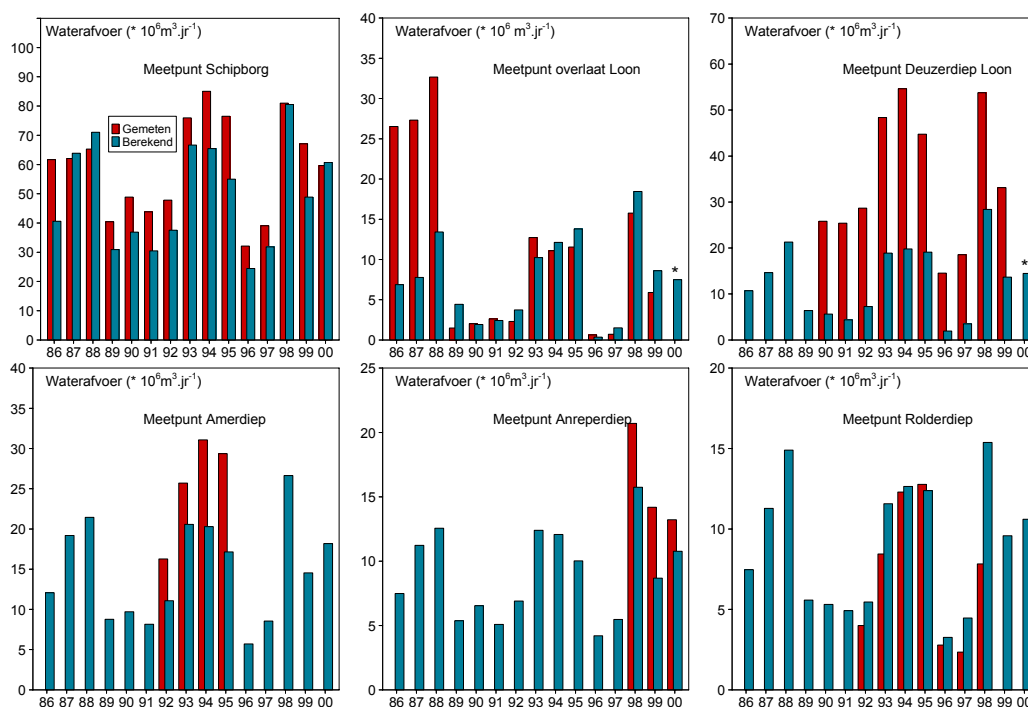 Waterafvoer (* 10⁶m³.jr⁻¹)
Meetpunt Schipborg
Gemeten
Berekend
100
90
80
70
60
50
40
30
20
10
0
86 87 88 89 90 91 92 93 94 95 96 97 98 99 00
Waterafvoer (* 10⁶ m³.jr⁻¹)
Meetpunt overlaat Loon
40
35
30
25
20
15
10
5
0
*
86 87 88 89 90 91 92 93 94 95 96 97 98 99 00
Waterafvoer (* 10⁶m³.jr⁻¹)
Meetpunt Deuzerdiep Loon
70
60
50
40
30
20
10
0
*
86 87 88 89 90 91 92 93 94 95 96 97 98 99 00
Waterafvoer (* 10⁶m³.jr⁻¹)
Meetpunt Amerdiep
40
35
30
25
20
15
10
5
0
86 87 88 89 90 91 92 93 94 95 96 97 98 99 00
Waterafvoer (* 10⁶m³.jr⁻¹)
Meetpunt Anreperdiep
25
20
15
10
5
0
86 87 88 89 90 91 92 93 94 95 96 97 98 99 00
Waterafvoer (* 10⁶m³.jr⁻¹)
Meetpunt Rolderdiep
20
15
10
5
0
86 87 88 89 90 91 92 93 94 95 96 97 98 99 00